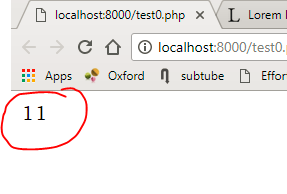 localhost:8000/test0.php
L Lorem I
localhost:8000/test0.
Apps Oxford subtube Effor
11